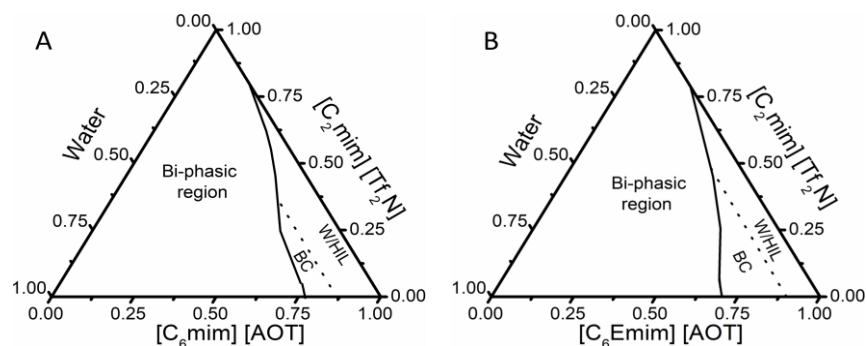 A
0.00
1.00
0.25
0.75
Water
[C₂mim] [Tf₂N]
0.50
0.50
Bi-phasic
region
0.75
0.25
W/HIL
BC
1.00
0.00
0.00
0.25
0.50
0.75
1.00
[C₆mim] [AOT]
B
0.00
1.00
0.25
0.75
Water
[C₂mim] [Tf₂N]
0.50
0.50
Bi-phasic
region
0.75
0.25
W/HIL
BC
1.00
0.00
0.00
0.25
0.50
0.75
1.00
[C₆Emim] [AOT]